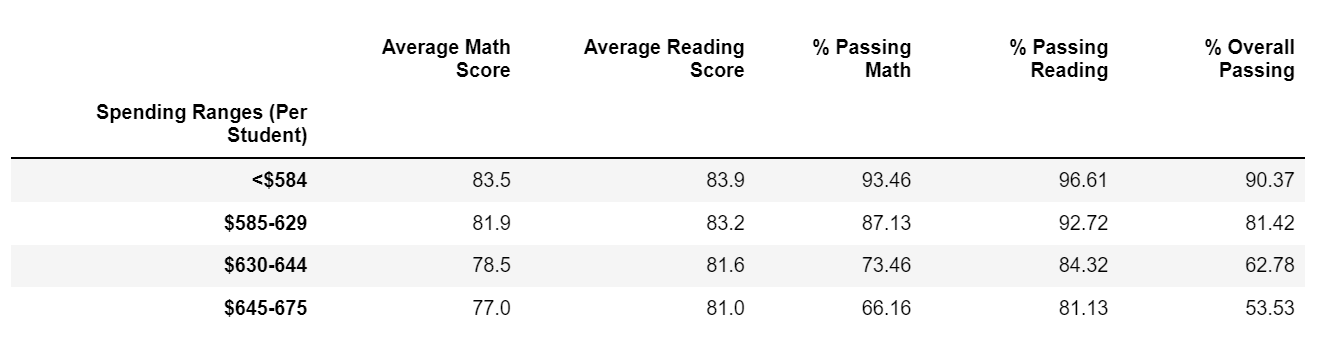 Average Math Average Reading % Passing % Passing % Overall
Score Score Math Reading Passing
Spending Ranges (Per
Student)
<$584 83.5 83.9 93.46 96.61 90.37
$585-629 81.9 83.2 87.13 92.72 81.42
$630-644 78.5 81.6 73.46 84.32 62.78
$645-675 77.0 81.0 66.16 81.13 53.53